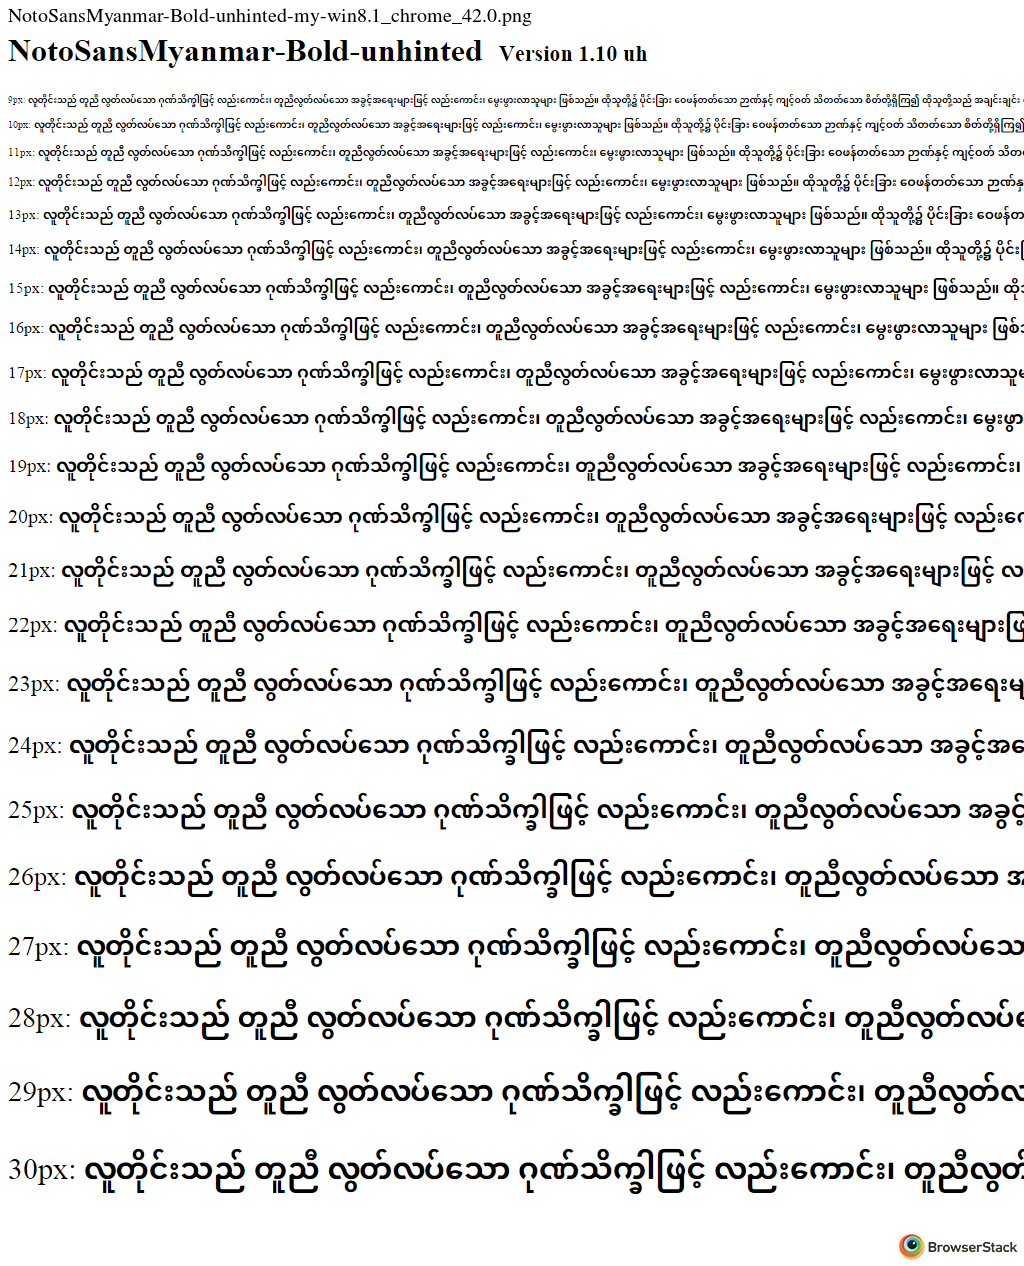 NotoSansMyanmar-Bold-unhinted-my-win8.1_chrome_42.0.png
NotoSansMyanmar-Bold-unhinted Version 1.10 uh
9px: လူတိုင်းသည် တူညီ လွတ်လပ်သော ဂုဏ်သိက္ခါဖြင့် လည်းကောင်း၊ တူညီလွတ်လပ်သော အခွင့်အရေးများဖြင့် လည်းကောင်း၊ မွေးဖွားလာသူများ ဖြစ်သည်။ ထိုသူတို့၌ ပိုင်းခြား ဝေဖန်တတ်သော ဉာဏ်နှင့် ကျင့်ဝတ် သိတတ်သော စိတ်တို့ရှိကြ၍ ထိုသူတို့သည် အချင်းချင်း
10px: လူတိုင်းသည် တူညီ လွတ်လပ်သော ဂုဏ်သိက္ခါဖြင့် လည်းကောင်း၊ တူညီလွတ်လပ်သော အခွင့်အရေးများဖြင့် လည်းကောင်း၊ မွေးဖွားလာသူများ ဖြစ်သည်။ ထိုသူတို့၌ ပိုင်းခြား ဝေဖန်တတ်သော ဉာဏ်နှင့် ကျင့်ဝတ် သိတတ်သော စိတ်တို့ရှိကြ၍
11px: လူတိုင်းသည် တူညီ လွတ်လပ်သော ဂုဏ်သိက္ခါဖြင့် လည်းကောင်း၊ တူညီလွတ်လပ်သော အခွင့်အရေးများဖြင့် လည်းကောင်း၊ မွေးဖွားလာသူများ ဖြစ်သည်။ ထိုသူတို့၌ ပိုင်းခြား ဝေဖန်တတ်သော ဉာဏ်နှင့် ကျင့်ဝတ် သိတ
12px: လူတိုင်းသည် တူညီ လွတ်လပ်သော ဂုဏ်သိက္ခါဖြင့် လည်းကောင်း၊ တူညီလွတ်လပ်သော အခွင့်အရေးများဖြင့် လည်းကောင်း၊ မွေးဖွားလာသူများ ဖြစ်သည်။ ထိုသူတို့၌ ပိုင်းခြား ဝေဖန်တတ်သော ဉာဏ်န
13px: လူတိုင်းသည် တူညီ လွတ်လပ်သော ဂုဏ်သိက္ခါဖြင့် လည်းကောင်း၊ တူညီလွတ်လပ်သော အခွင့်အရေးများဖြင့် လည်းကောင်း၊ မွေးဖွားလာသူများ ဖြစ်သည်။ ထိုသူတို့၌ ပိုင်းခြား ဝေဖန်တ
14px: လူတိုင်းသည် တူညီ လွတ်လပ်သော ဂုဏ်သိက္ခါဖြင့် လည်းကောင်း၊ တူညီလွတ်လပ်သော အခွင့်အရေးများဖြင့် လည်းကောင်း၊ မွေးဖွားလာသူများ ဖြစ်သည်။ ထိုသူတို့၌ ပိုင်း
15px: လူတိုင်းသည် တူညီ လွတ်လပ်သော ဂုဏ်သိက္ခါဖြင့် လည်းကောင်း၊ တူညီလွတ်လပ်သော အခွင့်အရေးများဖြင့် လည်းကောင်း၊ မွေးဖွားလာသူများ ဖြစ်သည်။ ထို
16px: လူတိုင်းသည် တူညီ လွတ်လပ်သော ဂုဏ်သိက္ခါဖြင့် လည်းကောင်း၊ တူညီလွတ်လပ်သော အခွင့်အရေးများဖြင့် လည်းကောင်း၊ မွေးဖွားလာသူများ ဖြစ်
17px: လူတိုင်းသည် တူညီ လွတ်လပ်သော ဂုဏ်သိက္ခါဖြင့် လည်းကောင်း၊ တူညီလွတ်လပ်သော အခွင့်အရေးများဖြင့် လည်းကောင်း၊ မွေးဖွားလာသူမ
18px: လူတိုင်းသည် တူညီ လွတ်လပ်သော ဂုဏ်သိက္ခါဖြင့် လည်းကောင်း၊ တူညီလွတ်လပ်သော အခွင့်အရေးများဖြင့် လည်းကောင်း၊ မွေးဖွာ
19px: လူတိုင်းသည် တူညီ လွတ်လပ်သော ဂုဏ်သိက္ခါဖြင့် လည်းကောင်း၊ တူညီလွတ်လပ်သော အခွင့်အရေးများဖြင့် လည်းကောင်း၊
20px: လူတိုင်းသည် တူညီ လွတ်လပ်သော ဂုဏ်သိက္ခါဖြင့် လည်းကောင်း၊ တူညီလွတ်လပ်သော အခွင့်အရေးများဖြင့် လည်းကေ
21px: လူတိုင်းသည် တူညီ လွတ်လပ်သော ဂုဏ်သိက္ခါဖြင့် လည်းကောင်း၊ တူညီလွတ်လပ်သော အခွင့်အရေးများဖြင့် လ
22px: လူတိုင်းသည် တူညီ လွတ်လပ်သော ဂုဏ်သိက္ခါဖြင့် လည်းကောင်း၊ တူညီလွတ်လပ်သော အခွင့်အရေးများဖြ
23px: လူတိုင်းသည် တူညီ လွတ်လပ်သော ဂုဏ်သိက္ခါဖြင့် လည်းကောင်း၊ တူညီလွတ်လပ်သော အခွင့်အရေးမျ
24px: လူတိုင်းသည် တူညီ လွတ်လပ်သော ဂုဏ်သိက္ခါဖြင့် လည်းကောင်း၊ တူညီလွတ်လပ်သော အခွင့်အရေ
25px: လူတိုင်းသည် တူညီ လွတ်လပ်သော ဂုဏ်သိက္ခါဖြင့် လည်းကောင်း၊ တူညီလွတ်လပ်သော အခွင့်
26px: လူတိုင်းသည် တူညီ လွတ်လပ်သော ဂုဏ်သိက္ခါဖြင့် လည်းကောင်း၊ တူညီလွတ်လပ်သော အ
27px: လူတိုင်းသည် တူညီ လွတ်လပ်သော ဂုဏ်သိက္ခါဖြင့် လည်းကောင်း၊ တူညီလွတ်လပ်သော
28px: လူတိုင်းသည် တူညီ လွတ်လပ်သော ဂုဏ်သိက္ခါဖြင့် လည်းကောင်း၊ တူညီလွတ်လပ်
29px: လူတိုင်းသည် တူညီ လွတ်လပ်သော ဂုဏ်သိက္ခါဖြင့် လည်းကောင်း၊ တူညီလွတ်လ
30px: လူတိုင်းသည် တူညီ လွတ်လပ်သော ဂုဏ်သိက္ခါဖြင့် လည်းကောင်း၊ တူညီလွတ်
BrowserStack